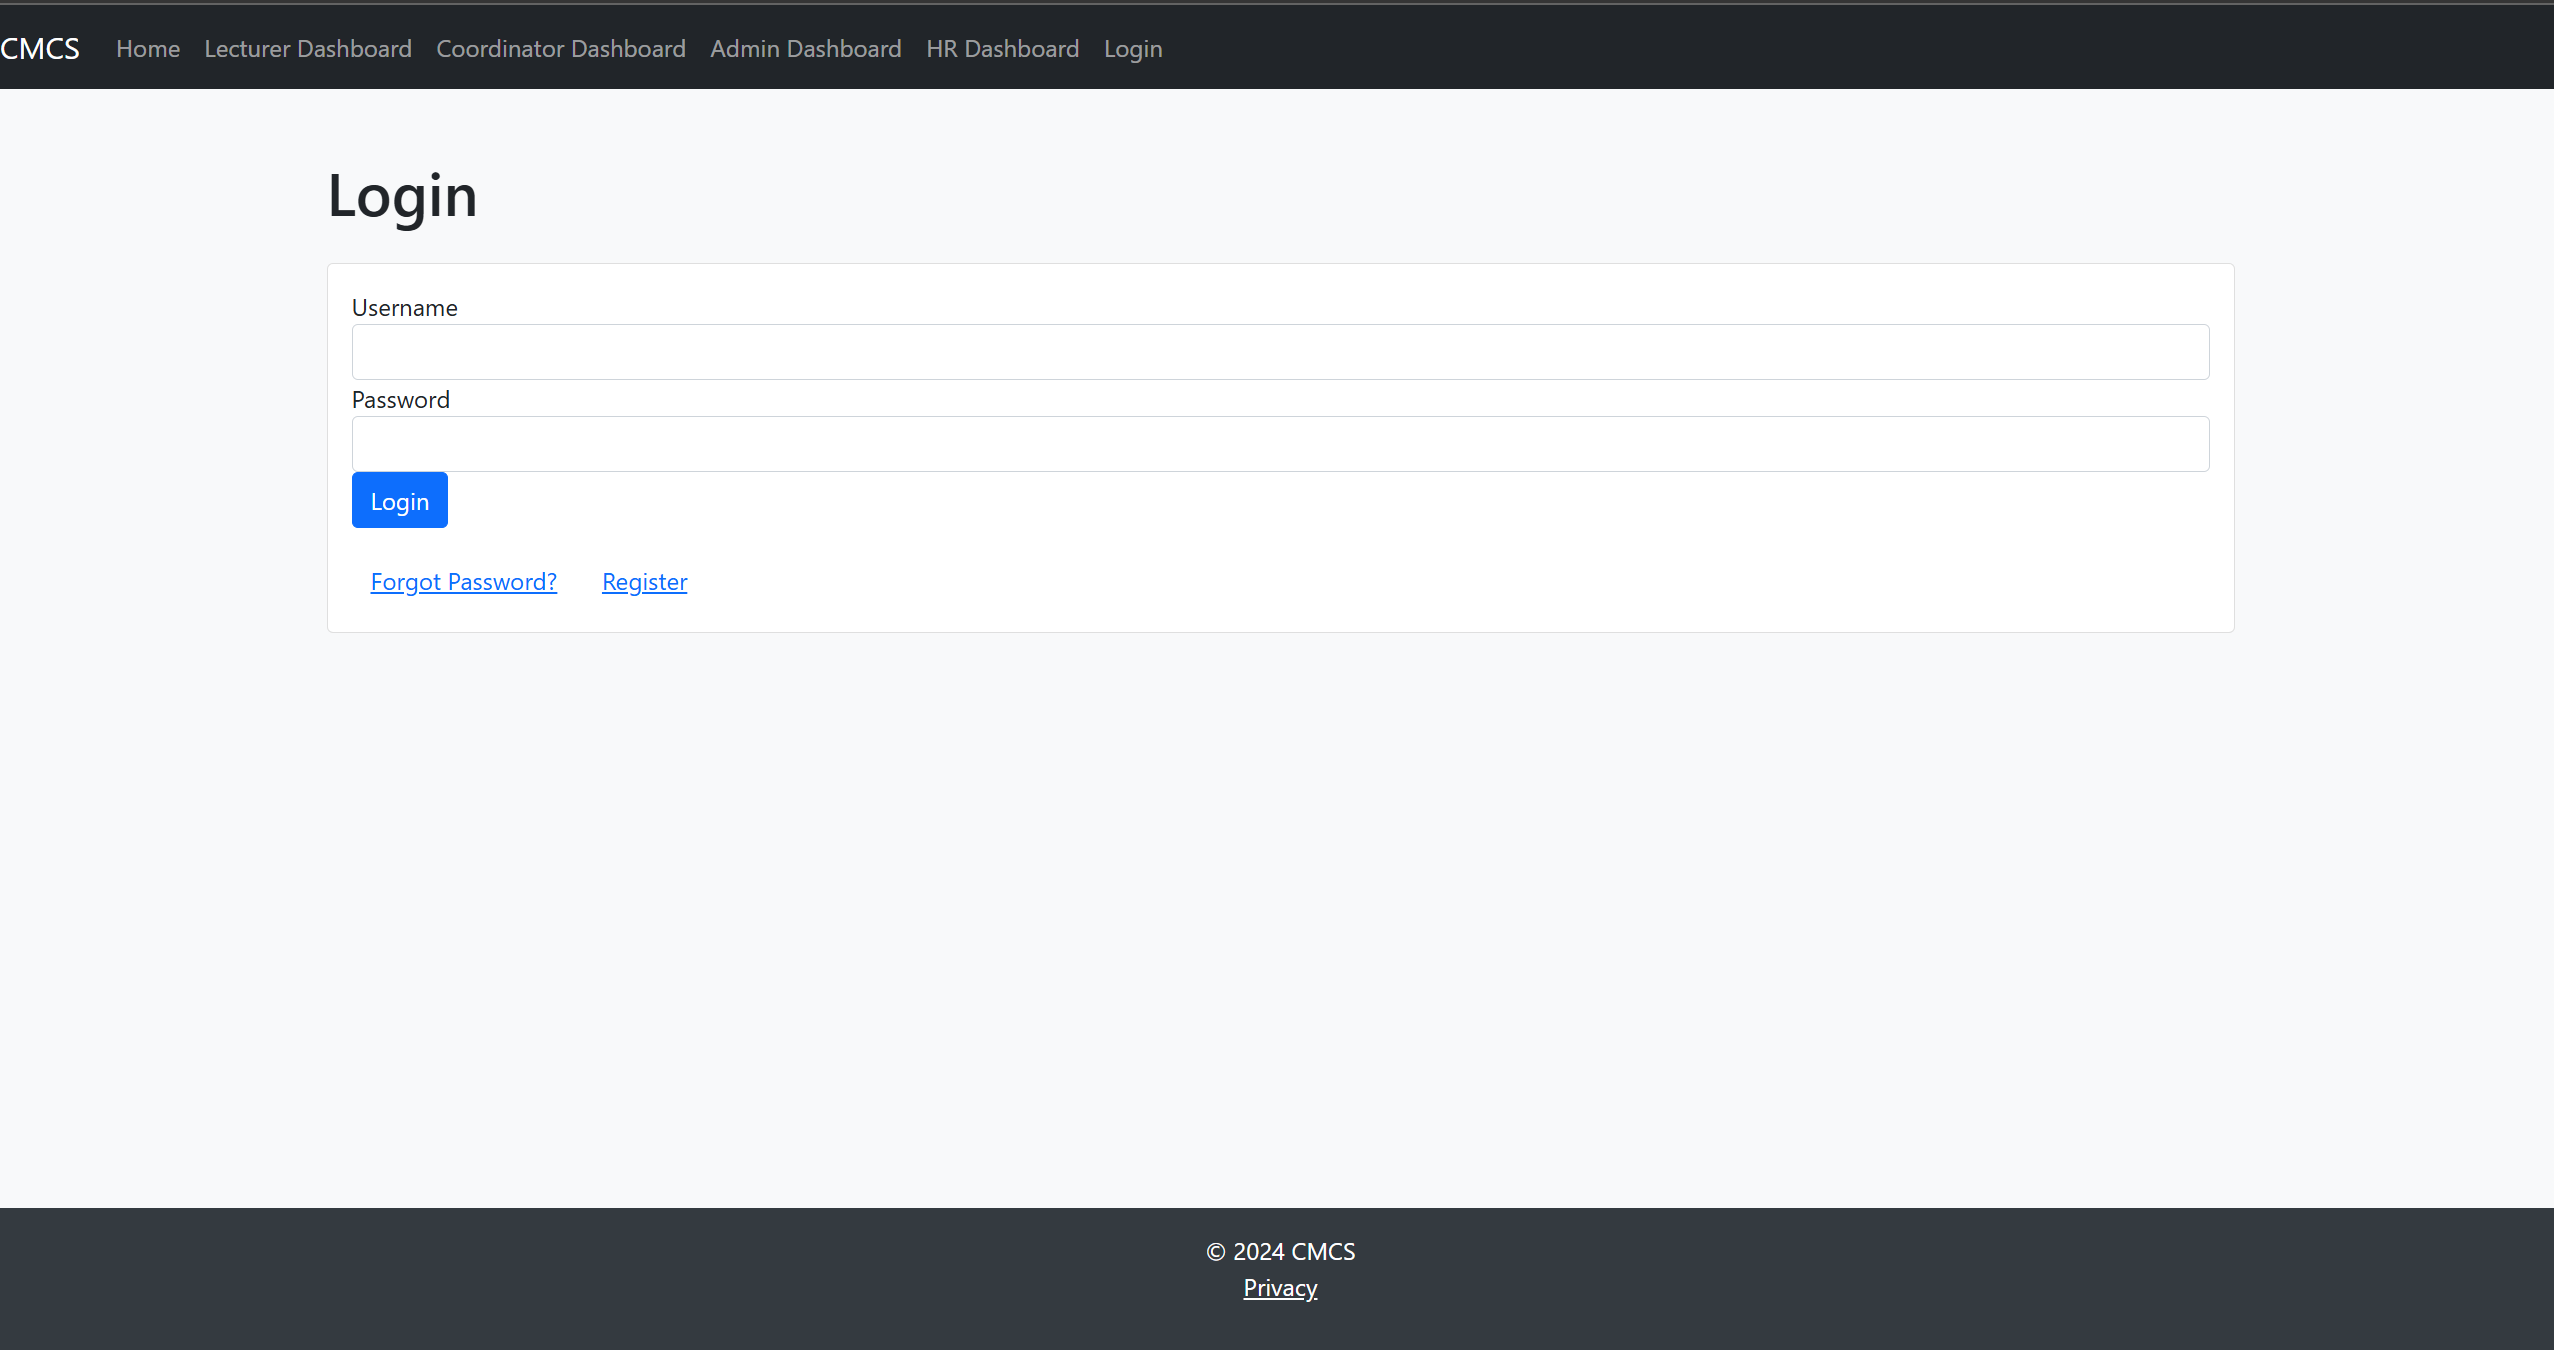 CMCS Home Lecturer Dashboard Coordinator Dashboard Admin Dashboard HR Dashboard Login
Login
Username
Password
Login
Forgot Password? Register
© 2024 CMCS
Privacy